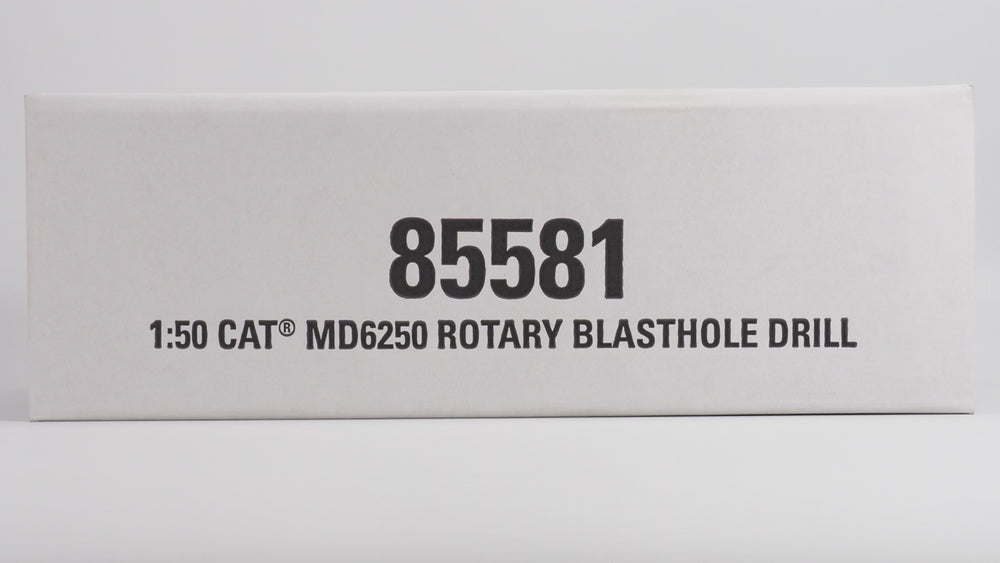 85581
1:50 CAT® MD6250 ROTARY BLASTHOLE DRILL